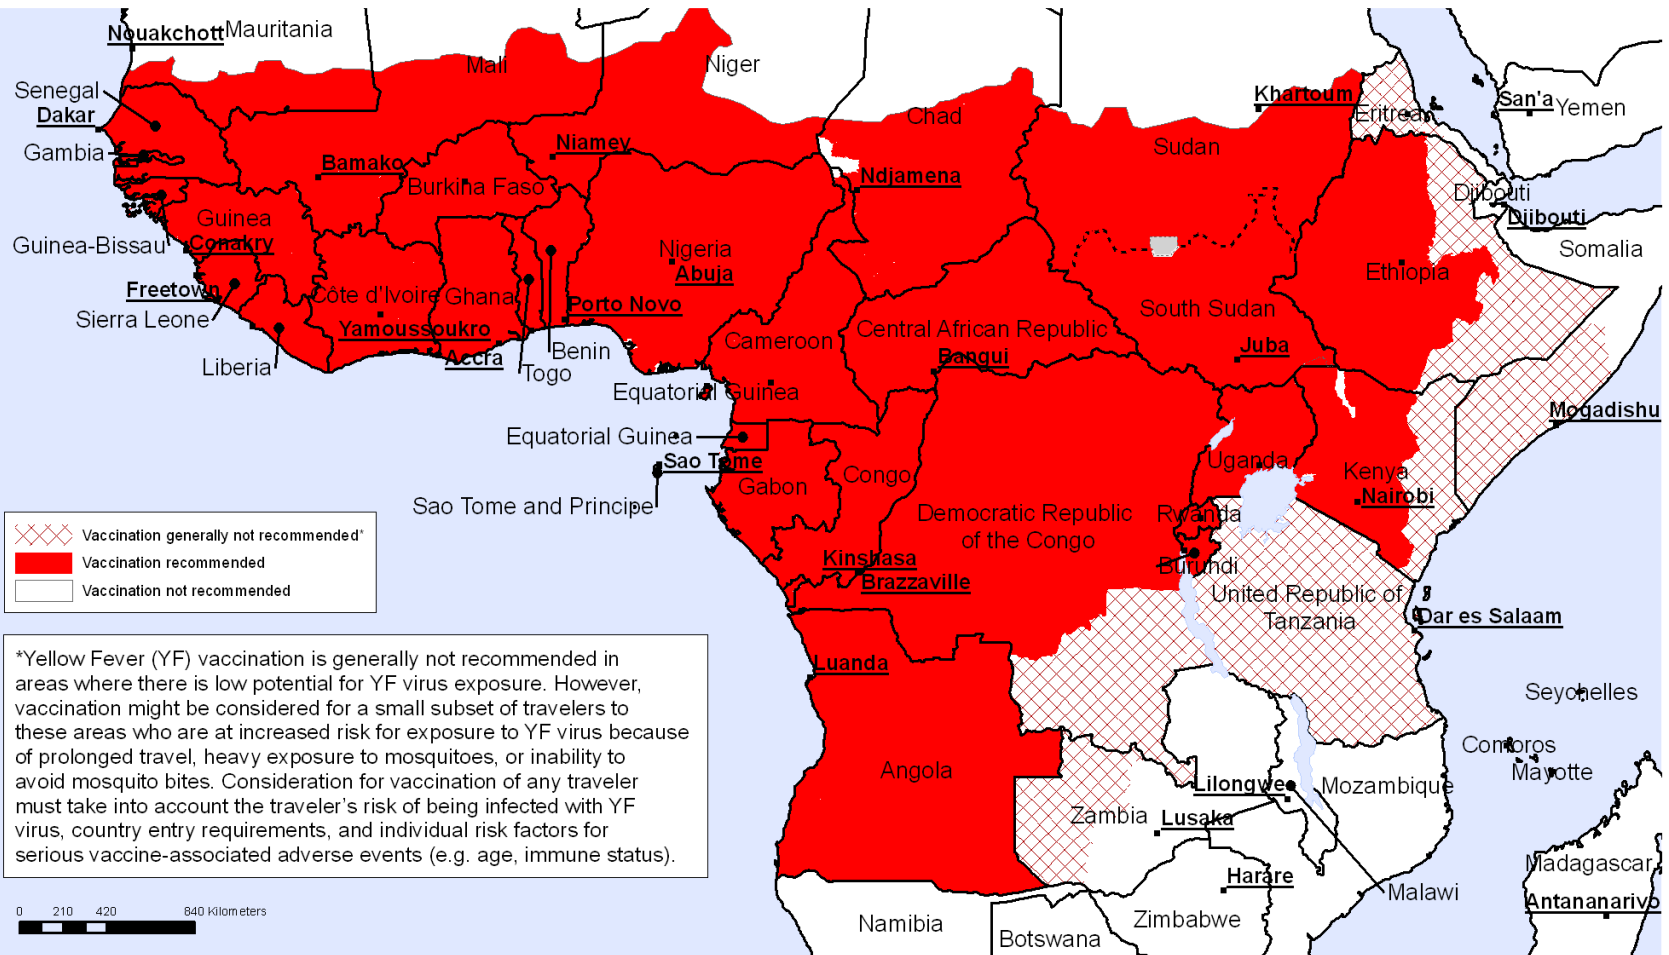 Nouakchott
Mauritania
Mali
Niger
Senegal
Dakar
Gambia
Bamako
Niamey
Burkina Faso
Chad
Ndjamena
Khartoum
Sudan
Eritrea
San'a
Yemen
Djibouti
Djibouti
Somalia
Guinea
Conakry
Guinea-Bissau
Freetown
Sierra Leone
Liberia
Côte d'Ivoire
Yamoussoukro
Ghana
Accra
Togo
Benin
Porto Novo
Nigeria
Abuja
Cameroon
Central African Republic
Bangui
South Sudan
Juba
Ethiopia
Mogadishu
Equatorial Guinea
Equatorial Guinea
Sao Tome
Sao Tome and Principe
Gabon
Congo
Democratic Republic
of the Congo
Uganda
Kenya
Nairobi
Rwanda
Burundi
United Republic of
Tanzania
Dar es Salaam
Kinshasa
Brazzaville
Luanda
Angola
Zambia
Lusaka
Lilongwe
Mozambique
Malawi
Harare
Zimbabwe
Namibia
Botswana
Seychelles
Comoros
Mayotte
Madagascar
Antananarivo
Vaccination generally not recommended*
Vaccination recommended
Vaccination not recommended
*Yellow Fever (YF) vaccination is generally not recommended in
areas where there is low potential for YF virus exposure. However,
vaccination might be considered for a small subset of travelers to
these areas who are at increased risk for exposure to YF virus because
of prolonged travel, heavy exposure to mosquitoes, or inability to
avoid mosquito bites. Consideration for vaccination of any traveler
must take into account the traveler's risk of being infected with YF
virus, country entry requirements, and individual risk factors for
serious vaccine-associated adverse events (e.g. age, immune status).
0 210 420 840 Kilometers